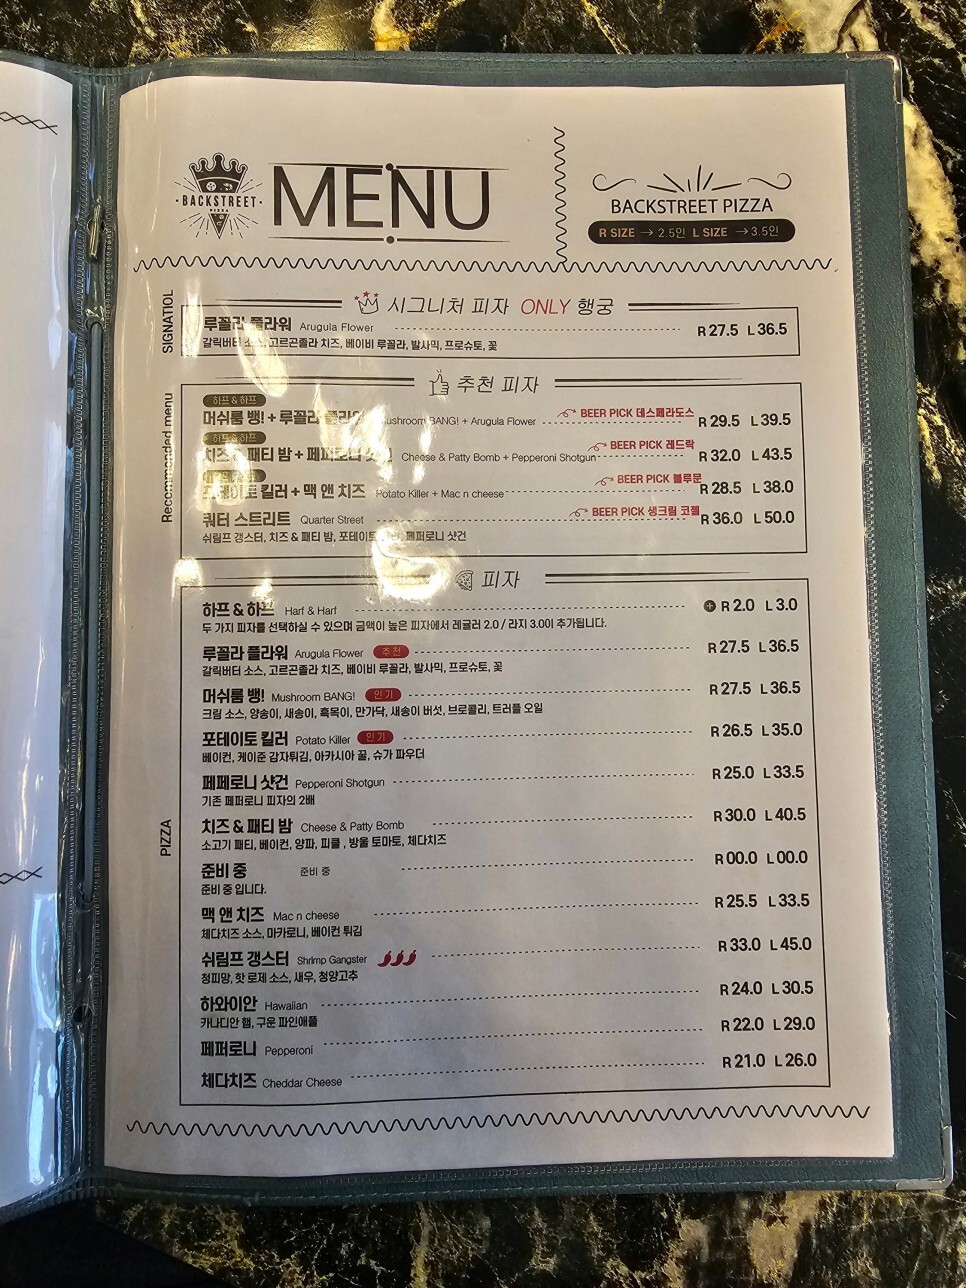 BACKSTREET
PIZZA
MENU
BACKSTREET PIZZA
R SIZE → 2.5인 L SIZE → 3.5인
SIGNATIOL
시그니처 피자 ONLY 행궁
루꼴라 플라워 Arugula Flower R 27.5 L 36.5
갈릭버터 소스, 고르곤졸라 치즈, 베이비 루꼴라, 발사믹, 프로슈토, 꽃
Reccommended menu
추천 피자
하프&하프
머쉬룸 뱅! + 루꼴라 플라워 Mushroom BANG! + Arugula Flower BEER PICK 데스페라도스 R 29.5 L 39.5
하프&하프
치즈 & 패티 밤 + 페퍼로니 샷건 Cheese & Patty Bomb + Pepperoni Shotgun BEER PICK 레드락 R 32.0 L 43.5
포테이토 킬러 + 맥 앤 치즈 Potato Killer + Mac n cheese BEER PICK 블루문 R 28.5 L 38.0
쿼터 스트리트 Quarter Street BEER PICK 생크림 코젤 R 36.0 L 50.0
쉬림프 갱스터, 치즈 & 패티 밤, 포테이토 킬러, 페퍼로니 샷건
PIZZA
피자
하프 & 하프 Harf & Harf + R 2.0 L 3.0
두 가지 피자를 선택하실 수 있으며 금액이 높은 피자에서 레귤러 2.0 / 라지 3.0이 추가됩니다.
루꼴라 플라워 Arugula Flower 추천 R 27.5 L 36.5
갈릭버터 소스, 고르곤졸라 치즈, 베이비 루꼴라, 발사믹, 프로슈토, 꽃
머쉬룸 뱅! Mushroom BANG! 인기 R 27.5 L 36.5
크림 소스, 양송이, 새송이, 흑목이, 만가닥, 새송이 버섯, 브로콜리, 트러플 오일
포테이토 킬러 Potato Killer 인기 R 26.5 L 35.0
베이컨, 케이준 감자튀김, 아카시아 꿀, 슈가 파우더
페페로니 샷건 Pepperoni Shotgun R 25.0 L 33.5
기존 페퍼로니 피자의 2배
치즈 & 패티 밤 Cheese & Patty Bomb R 30.0 L 40.5
소고기 패티, 베이컨, 양파, 피클 , 방울 토마토, 체다치즈
준비 중 준비 중 R 00.0 L 00.0
준비 중 입니다.
맥 앤 치즈 Mac n cheese R 25.5 L 33.5
체다치즈 소스, 마카로니, 베이컨 튀김
쉬림프 갱스터 Shrimp Gangster R 33.0 L 45.0
청피망, 핫 로제 소스, 새우, 청양고추
하와이안 Hawaiian R 24.0 L 30.5
카나디안 햄, 구운 파인애플
페퍼로니 Pepperoni R 22.0 L 29.0
체다치즈 Cheddar Cheese R 21.0 L 26.0